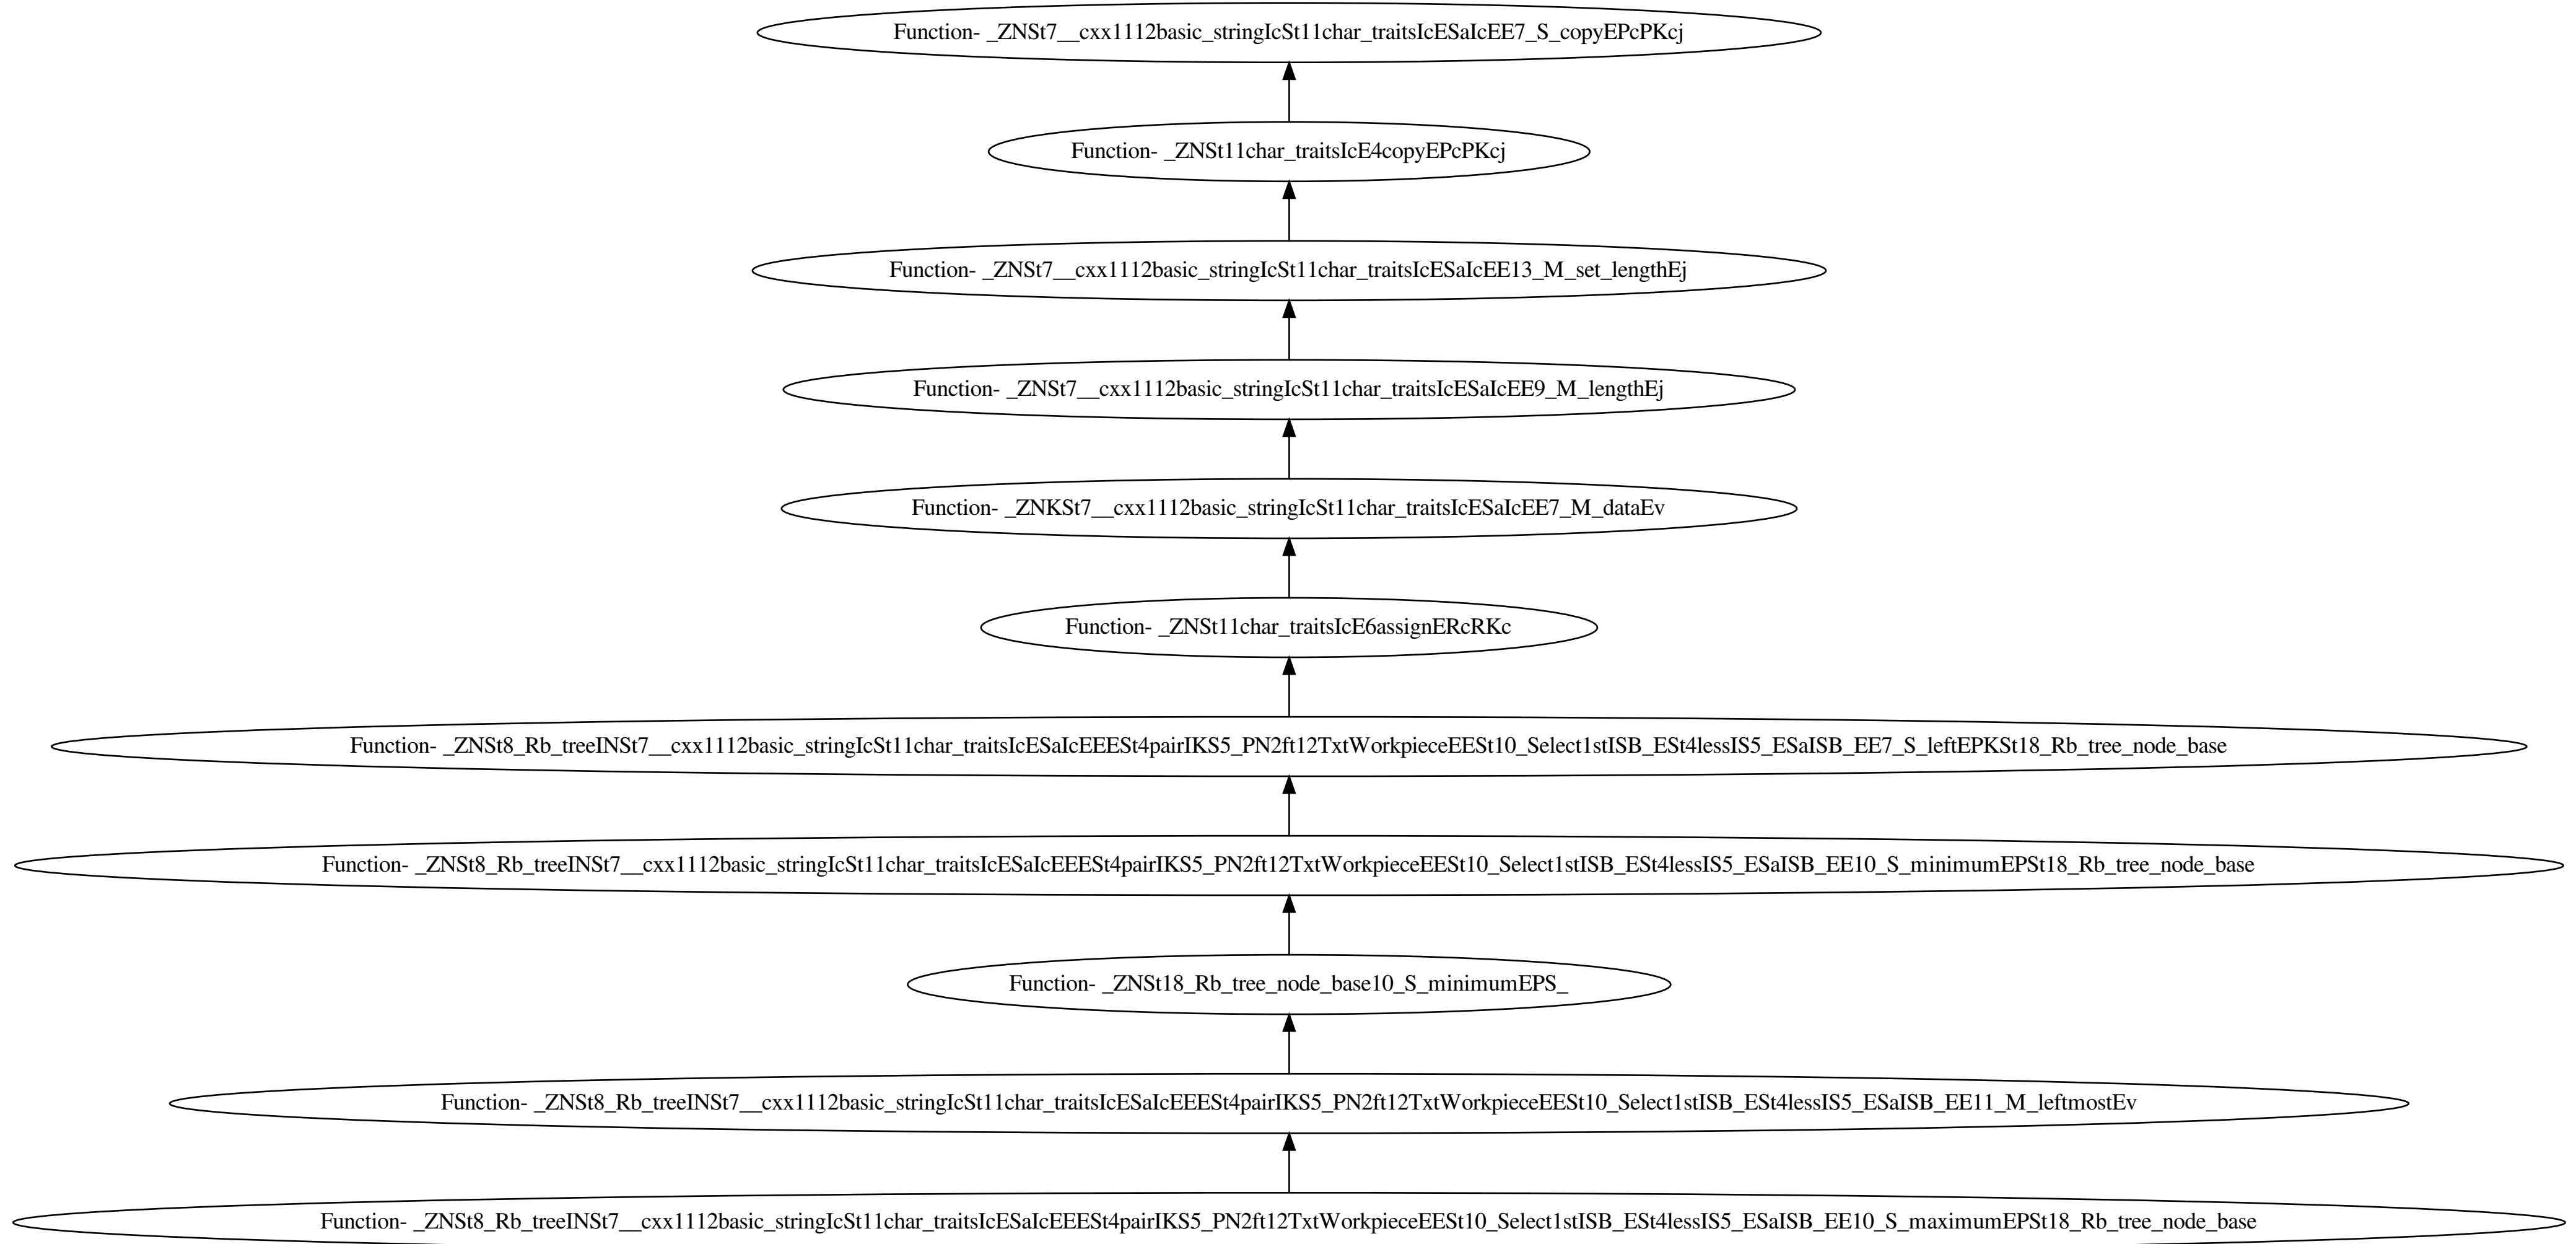 Function- _ZNSt7__cxx1112basic_stringIcSt11char_traitsIcESaIcEE7_S_copyEPcPKcj
Function- _ZNSt11char_traitsIcE4copyEPcPKcj
Function- _ZNSt7__cxx1112basic_stringIcSt11char_traitsIcESaIcEE13_M_set_lengthEj
Function- _ZNSt7__cxx1112basic_stringIcSt11char_traitsIcESaIcEE9_M_lengthEj
Function- _ZNKSt7__cxx1112basic_stringIcSt11char_traitsIcESaIcEE7_M_dataEv
Function- _ZNSt11char_traitsIcE6assignERcRKc
Function- _ZNSt8_Rb_treeINSt7__cxx1112basic_stringIcSt11char_traitsIcESaIcEEESt4pairIKS5_PN2ft12TxtWorkpieceEESt10_Select1stISB_ESt4lessIS5_ESaISB_EE7_S_leftEPKSt18_Rb_tree_node_base
Function- _ZNSt8_Rb_treeINSt7__cxx1112basic_stringIcSt11char_traitsIcESaIcEEESt4pairIKS5_PN2ft12TxtWorkpieceEESt10_Select1stISB_ESt4lessIS5_ESaISB_EE10_S_minimumEPSt18_Rb_tree_node_base
Function- _ZNSt18_Rb_tree_node_base10_S_minimumEPS_
Function- _ZNSt8_Rb_treeINSt7__cxx1112basic_stringIcSt11char_traitsIcESaIcEEESt4pairIKS5_PN2ft12TxtWorkpieceEESt10_Select1stISB_ESt4lessIS5_ESaISB_EE11_M_leftmostEv
Function- _ZNSt8_Rb_treeINSt7__cxx1112basic_stringIcSt11char_traitsIcESaIcEEESt4pairIKS5_PN2ft12TxtWorkpieceEESt10_Select1stISB_ESt4lessIS5_ESaISB_EE10_S_maximumEPSt18_Rb_tree_node_base